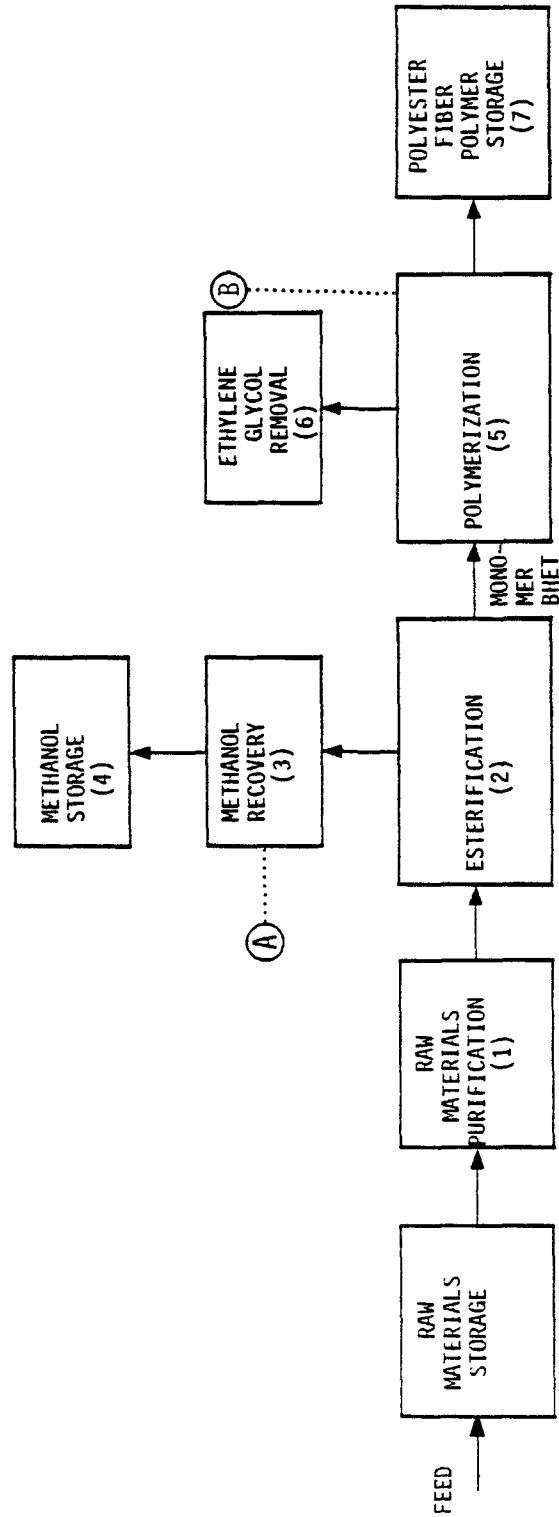 FEED
RAW
MATERIALS
STORAGE
RAW
MATERIALS
PURIFICATION
(1)
ESTERIFICATION
(2)
METHANOL
RECOVERY
(3)
METHANOL
STORAGE
(4)
A
MONO-
MER
BHET
POLYMERIZATION
(5)
ETHYLENE
GLYCOL
REMOVAL
(6)
B
POLYESTER
FIBER
POLYMER
STORAGE
(7)